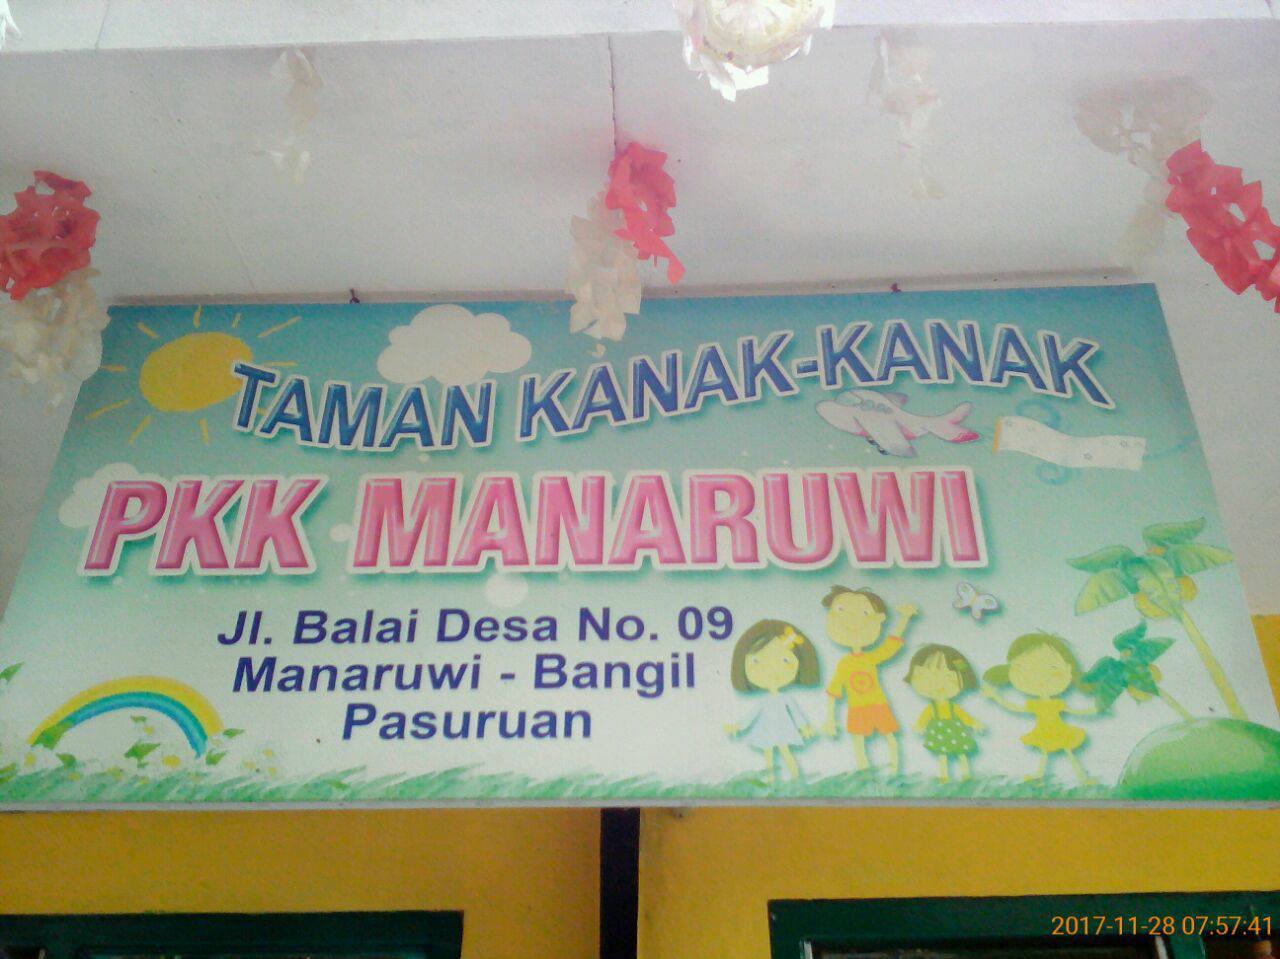 TAMAN KANAK-KANAK
PKK MANARUWI
Jl. Balai Desa No. 09
Manaruwi - Bangil
Pasuruan
2017-11-28 07:57:41